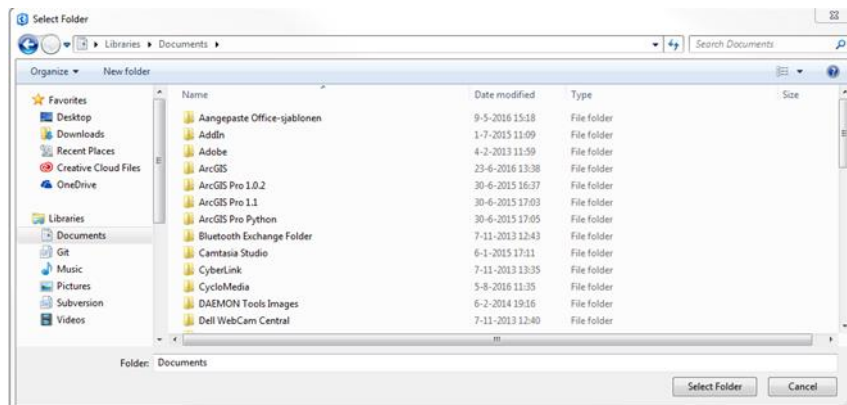 Select Folder
Libraries Documents
Search Documents
Organize New folder
Name Date modified Type Size
Favorites
Desktop
Downloads
Recent Places
Creative Cloud Files
OneDrive
Libraries
Documents
Git
Music
Pictures
Subversion
Videos
Aangepaste Office-sjablonen 9-5-2016 15:18 File folder
AddIn 1-7-2015 11:09 File folder
Adobe 4-2-2013 11:59 File folder
ArcGIS 23-6-2016 13:38 File folder
ArcGIS Pro 1.0.2 30-6-2015 16:37 File folder
ArcGIS Pro 1.1 30-6-2015 17:03 File folder
ArcGIS Pro Python 30-6-2015 17:05 File folder
Bluetooth Exchange Folder 7-11-2013 12:43 File folder
Camtasia Studio 6-1-2015 17:11 File folder
CyberLink 7-11-2013 13:35 File folder
CycloMedia 5-8-2016 11:35 File folder
DAEMON Tools Images 6-2-2014 19:16 File folder
Dell WebCam Central 7-11-2013 12:40 File folder
Folder: Documents
Select Folder Cancel